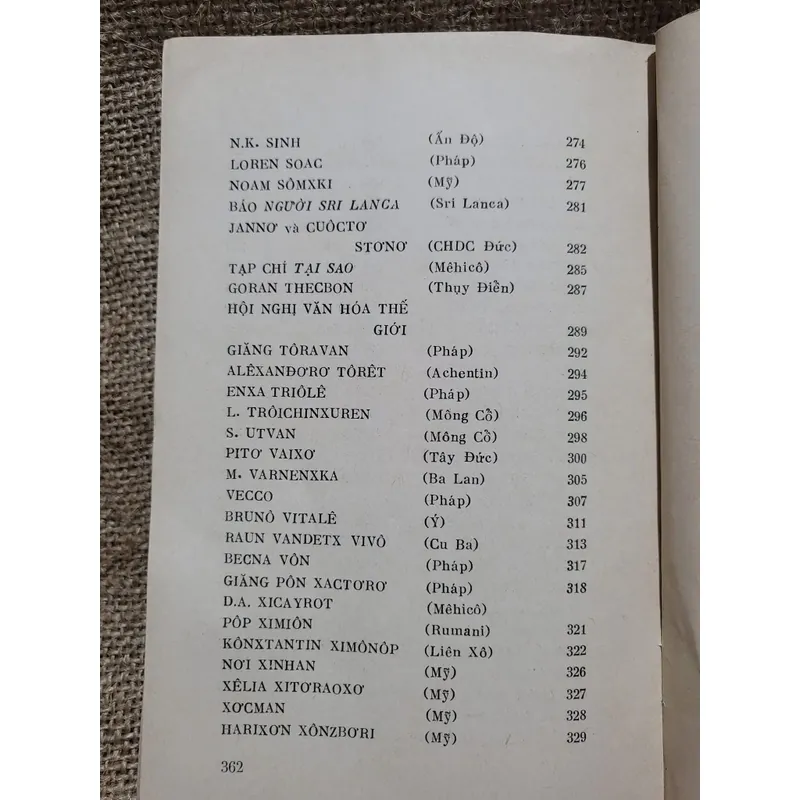 N.K. SINH (Ấn Độ) 274
LOREN SOAC (Pháp) 276
NOAM SÔMXKI (Mỹ) 277
BÁO NGƯỜI SRI LANCA (Sri Lanca) 281
JANNƠ và CUÔCTƠ
STƠNƠ (CHDC Đức) 282
TẠP CHÍ TẠI SAO (Mêhicô) 285
GORAN THECBON (Thụy Điển) 287
HỘI NGHỊ VĂN HÓA THẾ
GIỚI 289
GIĂNG TÔRAVAN (Pháp) 292
ALÊXANĐƠRƠ TÔRÊT (Achentin) 294
ENXA TRIÔLÊ (Pháp) 295
L. TRÔICHINXUREN (Mông Cổ) 296
S. UTVAN (Mông Cổ) 298
PITƠ VAIXƠ (Tây Đức) 300
M. VARNENXKA (Ba Lan) 305
VECCO (Pháp) 307
BRUNÔ VITALÊ (Ý) 311
RAUN VANDETX VIVÔ (Cu Ba) 313
BECNA VÔN (Pháp) 317
GIĂNG PÔN XACTƠRƠ (Pháp) 318
D.A. XICAYROT (Mêhicô)
PÔP XIMIÔN (Rumani) 321
KÔNXTANTIN XIMÔNÔP (Liên Xô) 322
NƠI XINHAN (Mỹ) 326
XÊLIA XITƠRAOXƠ (Mỹ) 327
XƠCMAN (Mỹ) 328
HARIXƠN XÔNZBƠRI (Mỹ) 329
362